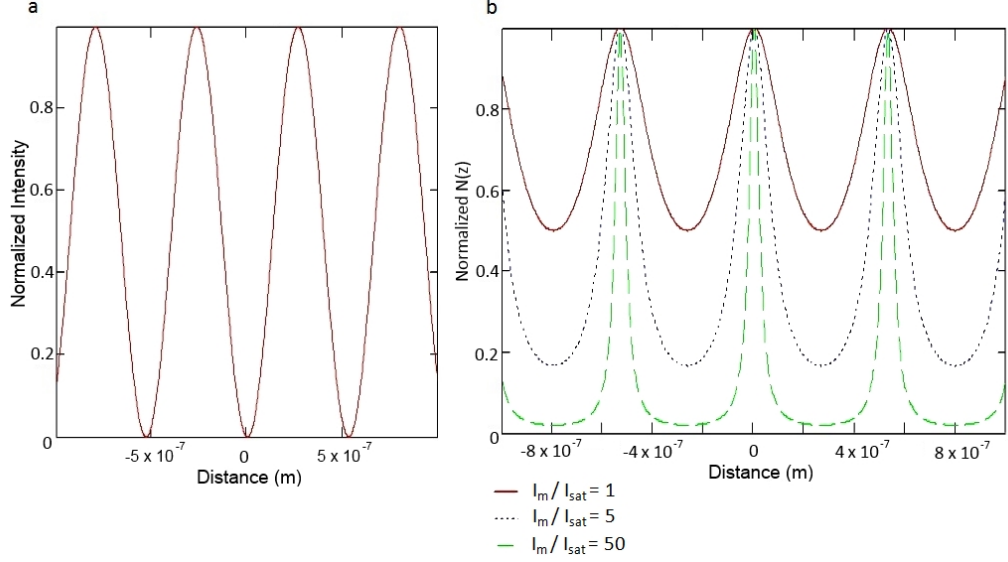 a
Normalized Intensity
0.8
0.6
0.4
0.2
0
-5 x 10⁻⁷
0
5 x 10⁻⁷
Distance (m)
b
Normalized N(z)
0.8
0.6
0.4
0.2
0
-8 x 10⁻⁷
-4 x 10⁻⁷
0
4 x 10⁻⁷
8 x 10⁻⁷
Distance (m)
Iₘ / Iₛₐₜ = 1
Iₘ / Iₛₐₜ = 5
Iₘ / Iₛₐₜ = 50